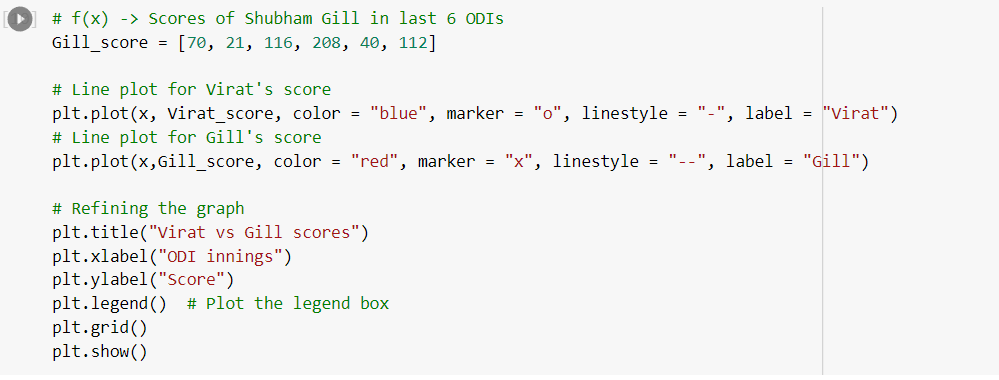 # f(x) -> Scores of Shubham Gill in last 6 ODIs
Gill_score = [70, 21, 116, 208, 40, 112]
# Line plot for Virat's score
plt.plot(x, Virat_score, color = "blue", marker = "o", linestyle = "-", label = "Virat")
# Line plot for Gill's score
plt.plot(x,Gill_score, color = "red", marker = "x", linestyle = "--", label = "Gill")
# Refining the graph
plt.title("Virat vs Gill scores")
plt.xlabel("ODI innings")
plt.ylabel("Score")
plt.legend()  # Plot the legend box
plt.grid()
plt.show()